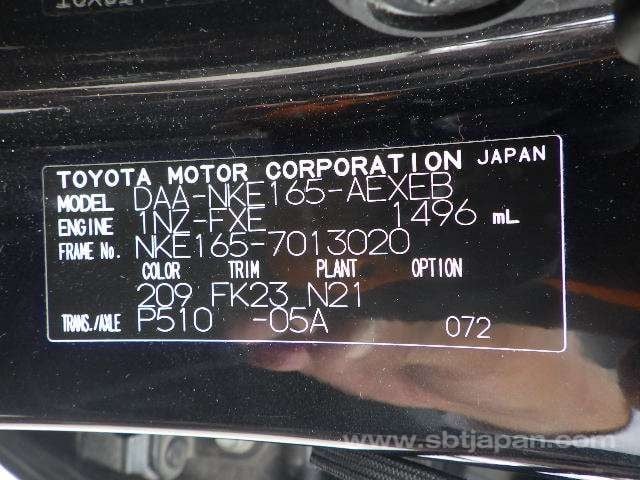 TOYOTA MOTOR CORPORATION JAPAN
MODEL DAA-NKE165-AEXEB
ENGINE 1NZ-FXE 1496 mL
FRAME No. NKE165-7013020
COLOR TRIM PLANT OPTION
209 FK23 N21
TRANS./AXLE P510 -05A 072
www.sbtjapan.com